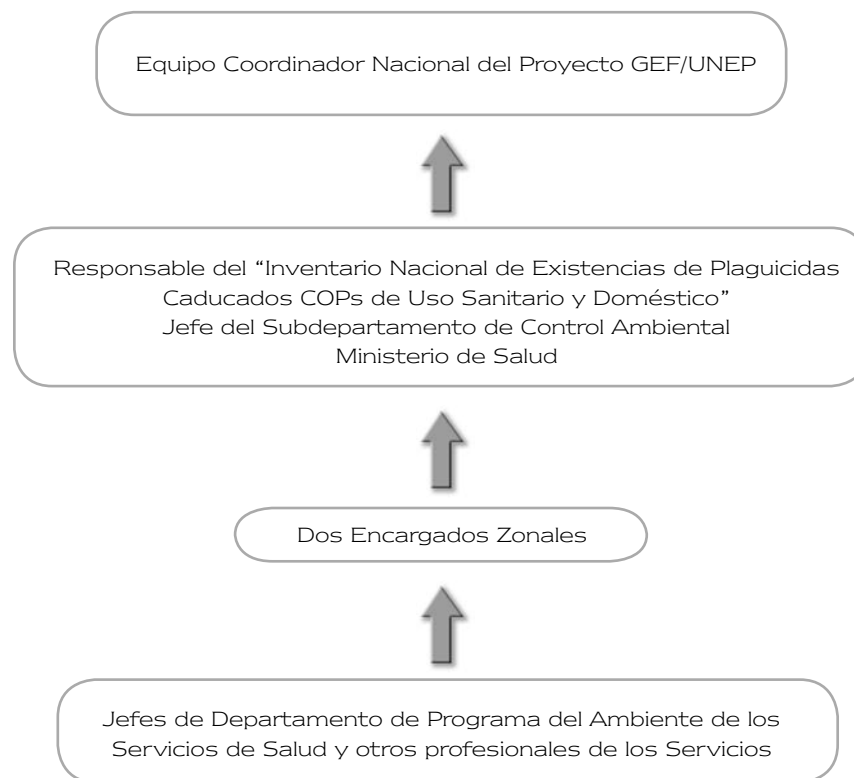 Equipo Coordinador Nacional del Proyecto GEF/UNEP
Responsable del “Inventario Nacional de Existencias de Plaguicidas
Caducados COPs de Uso Sanitario y Doméstico”
Jefe del Subdepartamento de Control Ambiental
Ministerio de Salud
Dos Encargados Zonales
Jefes de Departamento de Programa del Ambiente de los
Servicios de Salud y otros profesionales de los Servicios